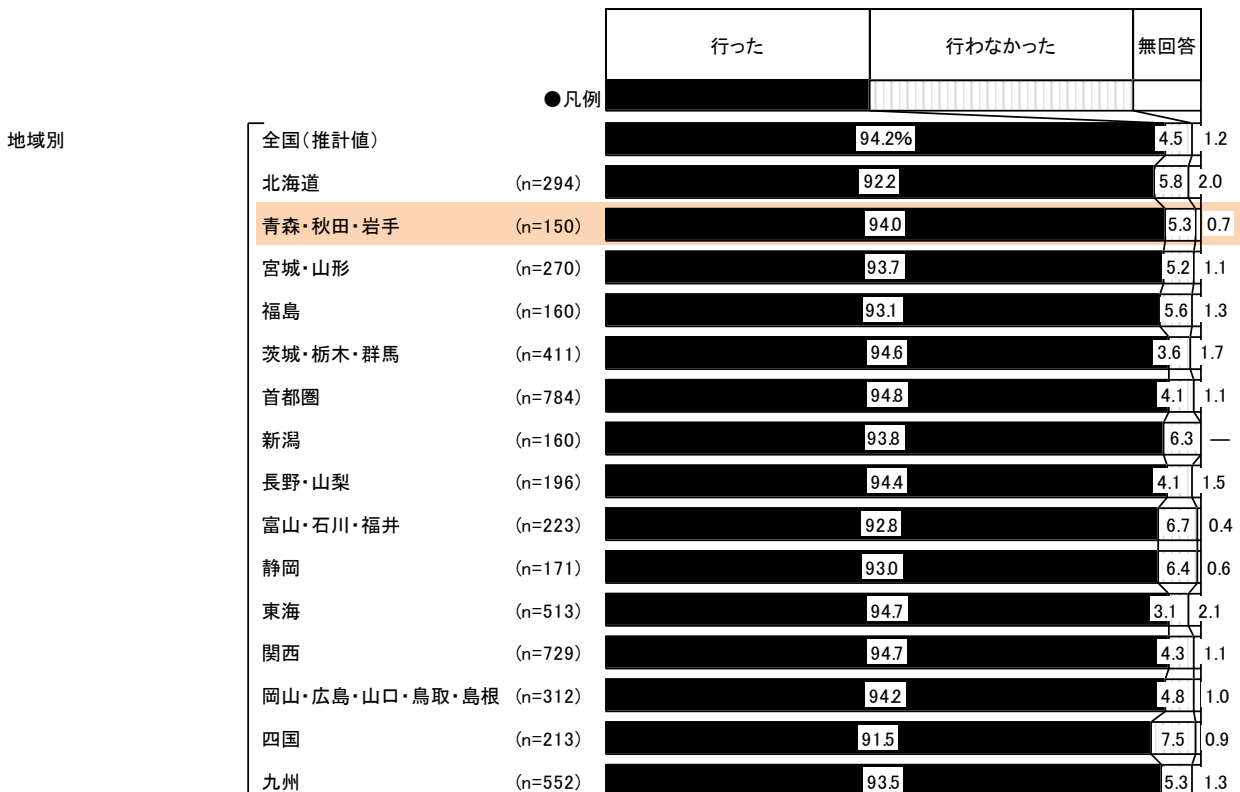 行った 行わなかった 無回答
●凡例
地域別 全国(推計値) 94.2% 4.5 1.2
北海道 (n=294) 92.2 5.8 2.0
青森・秋田・岩手 (n=150) 94.0 5.3 0.7
宮城・山形 (n=270) 93.7 5.2 1.1
福島 (n=160) 93.1 5.6 1.3
茨城・栃木・群馬 (n=411) 94.6 3.6 1.7
首都圏 (n=784) 94.8 4.1 1.1
新潟 (n=160) 93.8 6.3 ―
長野・山梨 (n=196) 94.4 4.1 1.5
富山・石川・福井 (n=223) 92.8 6.7 0.4
静岡 (n=171) 93.0 6.4 0.6
東海 (n=513) 94.7 3.1 2.1
関西 (n=729) 94.7 4.3 1.1
岡山・広島・山口・鳥取・島根 (n=312) 94.2 4.8 1.0
四国 (n=213) 91.5 7.5 0.9
九州 (n=552) 93.5 5.3 1.3